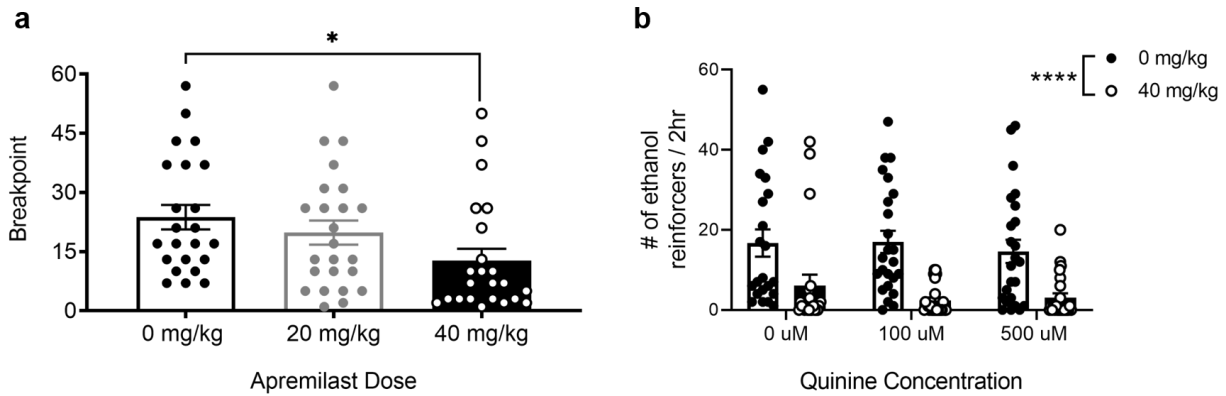 a
*
60
45
30
15
0
Breakpoint
0 mg/kg
20 mg/kg
40 mg/kg
Apremilast Dose
b
0 mg/kg
40 mg/kg
****
60
40
20
0
# of ethanol
reinforcers / 2hr
0 uM
100 uM
500 uM
Quinine Concentration